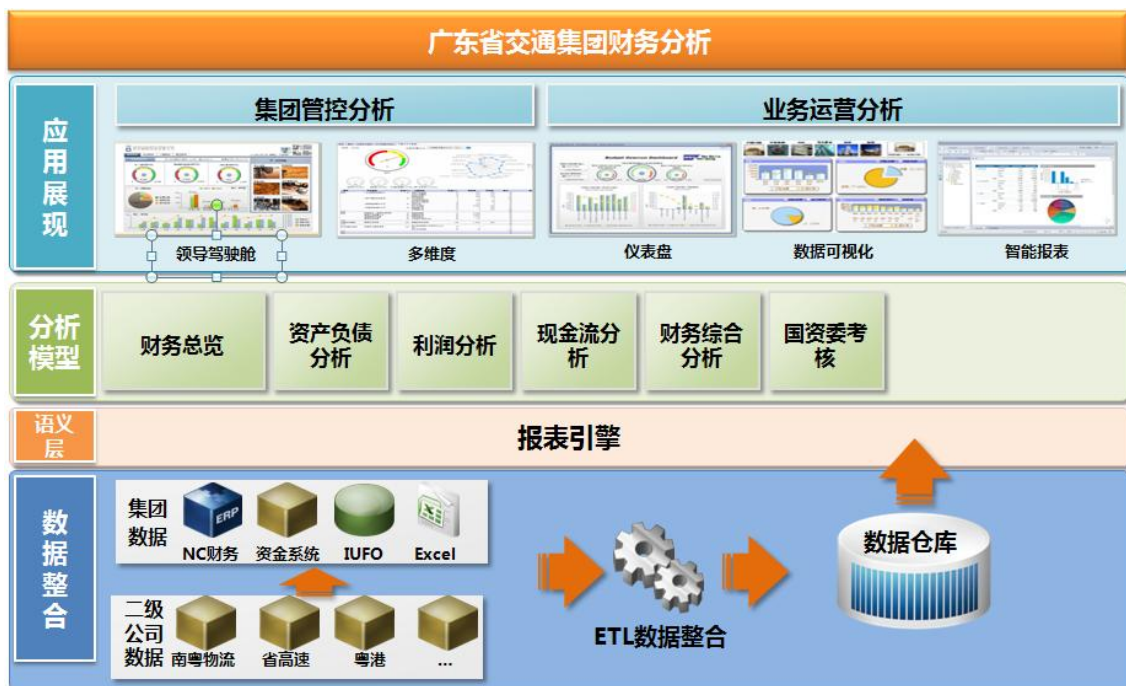 广东省交通集团财务分析
应用展现
集团管控分析
业务运营分析
领导驾驶舱
多维度
仪表盘
数据可视化
智能报表
分析
模型
财务总览
资产负债
分析
利润分析
现金流分
析
财务综合
分析
国资委考
核
语义
层
报表引擎
数据整合
集团
数据
ERP
NC财务
资金系统
IUFO
Excel
二级
公司
数据
南粤物流
省高速
粤港
...
ETL数据整合
数据仓库